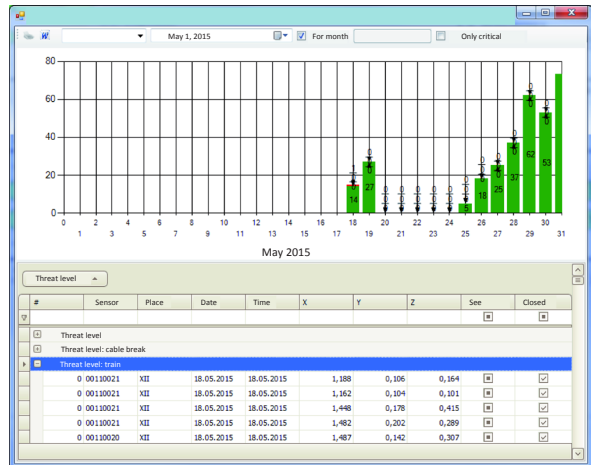 W
May 1, 2015
For month
Only critical
80
60
40
20
0
14
27
5
18
25
37
62
53
0 2 4 6 8 10 12 14 16 18 20 22 24 26 28 30
1 3 5 7 9 11 13 15 17 19 21 23 25 27 29 31
May 2015
Threat level
# Sensor Place Date Time X Y Z See Closed
Threat level
Threat level: cable break
Threat level: train
0 00110021 XII 18.05.2015 18.05.2015 1,188 0,106 0,164
0 00110021 XII 18.05.2015 18.05.2015 1,162 0,104 0,101
0 00110021 XII 18.05.2015 18.05.2015 1,448 0,178 0,415
0 00110021 XII 18.05.2015 18.05.2015 1,482 0,202 0,289
0 00110020 XII 18.05.2015 18.05.2015 1,487 0,142 0,307